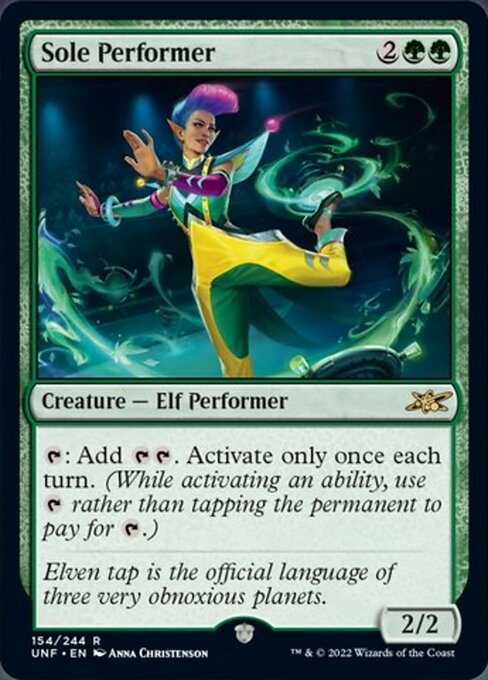 Sole Performer 2
Creature — Elf Performer
: Add . Activate only once each
turn. (While activating an ability, use
rather than tapping the permanent to
pay for .)
Elven tap is the official language of
three very obnoxious planets.
2/2
154/244 R
UNF • EN Anna Christenson
™ & © 2022 Wizards of the Coast